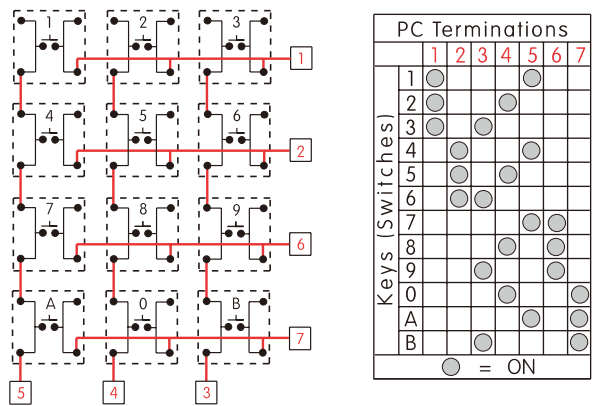 1 2 3
1
4 5 6
2
7 8 9
6
A 0 B
7
5 4 3
PC Terminations
1 2 3 4 5 6 7
Keys (Switches)
1
2
3
4
5
6
7
8
9
0
A
B
= ON